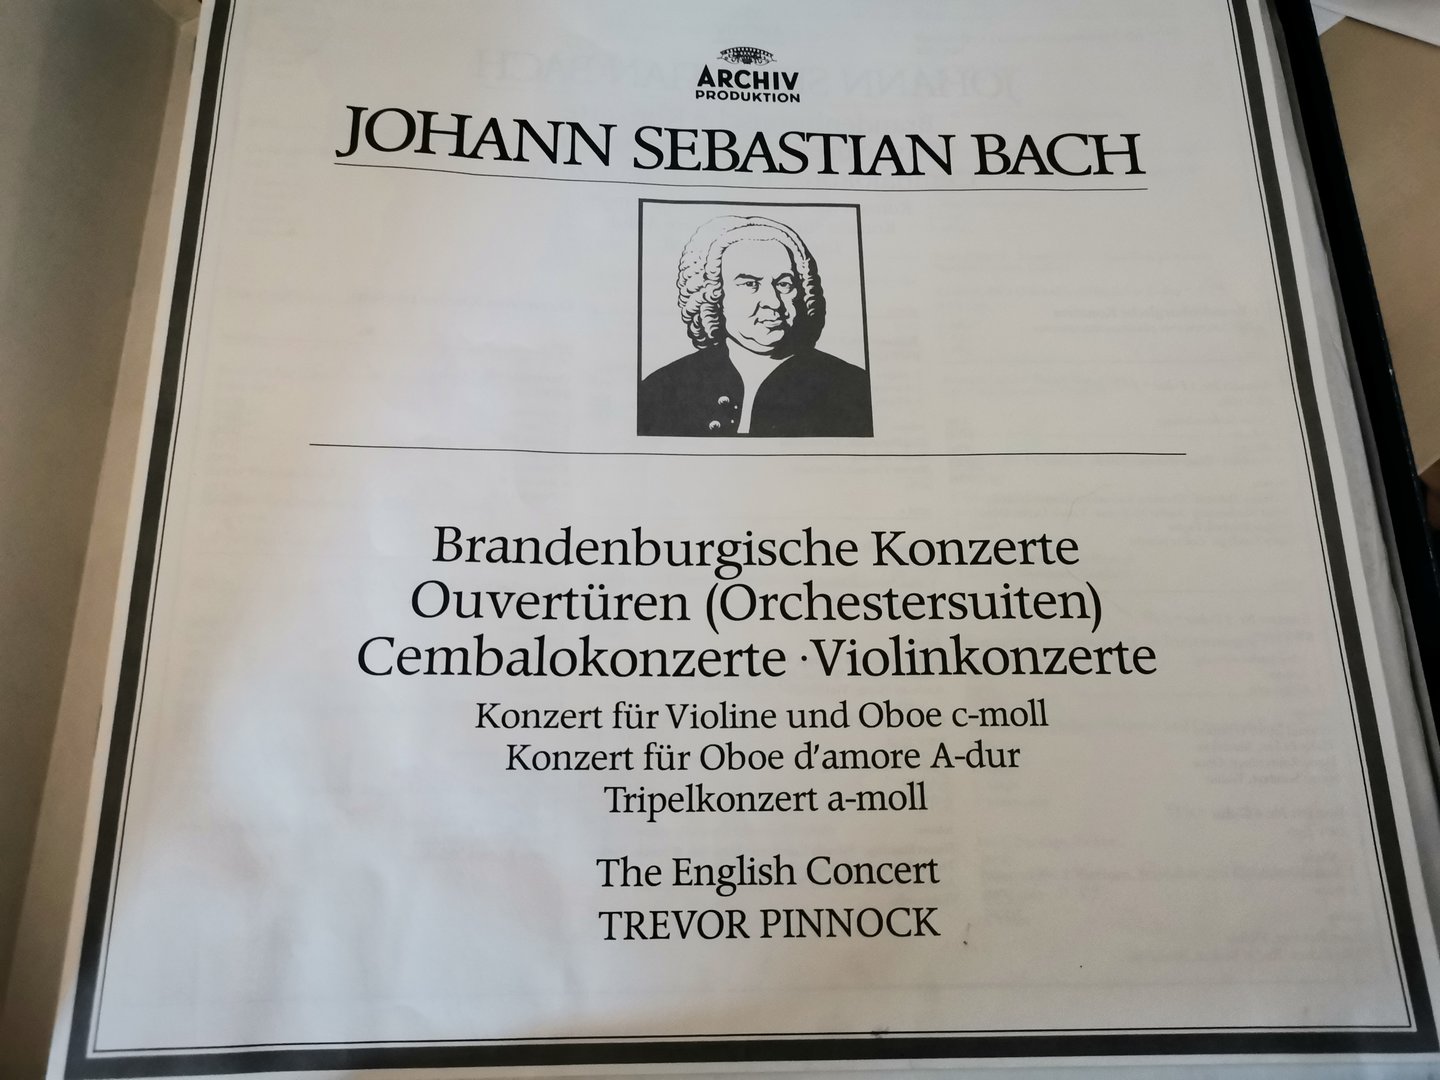 ARCHIV
PRODUKTION
JOHANN SEBASTIAN BACH
Brandenburgische Konzerte
Ouvertüren (Orchestersuiten)
Cembalokonzerte · Violinkonzerte
Konzert für Violine und Oboe c-moll
Konzert für Oboe d'amore A-dur
Tripelkonzert a-moll
The English Concert
TREVOR PINNOCK